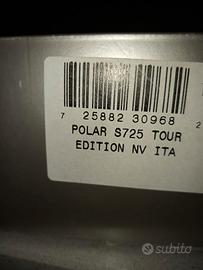 7 25882 30968 2
POLAR S725 TOUR
EDITION NV ITA
subito